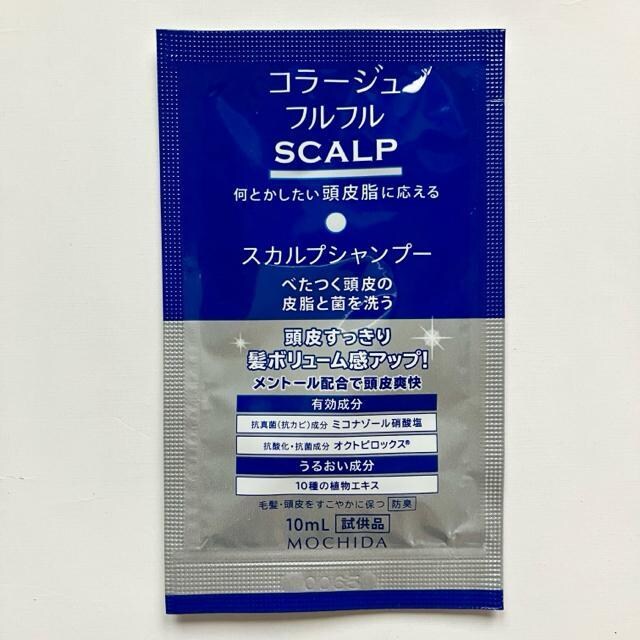 コラージュ
フルフル
SCALP
何とかしたい頭皮脂に応える
スカルプシャンプー
べたつく頭皮の
皮脂と菌を洗う
頭皮すっきり
髪ボリューム感アップ!
メントール配合で頭皮爽快
有効成分
抗真菌(抗カビ)成分 ミコナゾール硝酸塩
抗酸化・抗菌成分 オクトピロックス®
うるおい成分
10種の植物エキス
毛髪・頭皮をすこやかに保つ 防臭
10mL 試供品
MOCHIDA